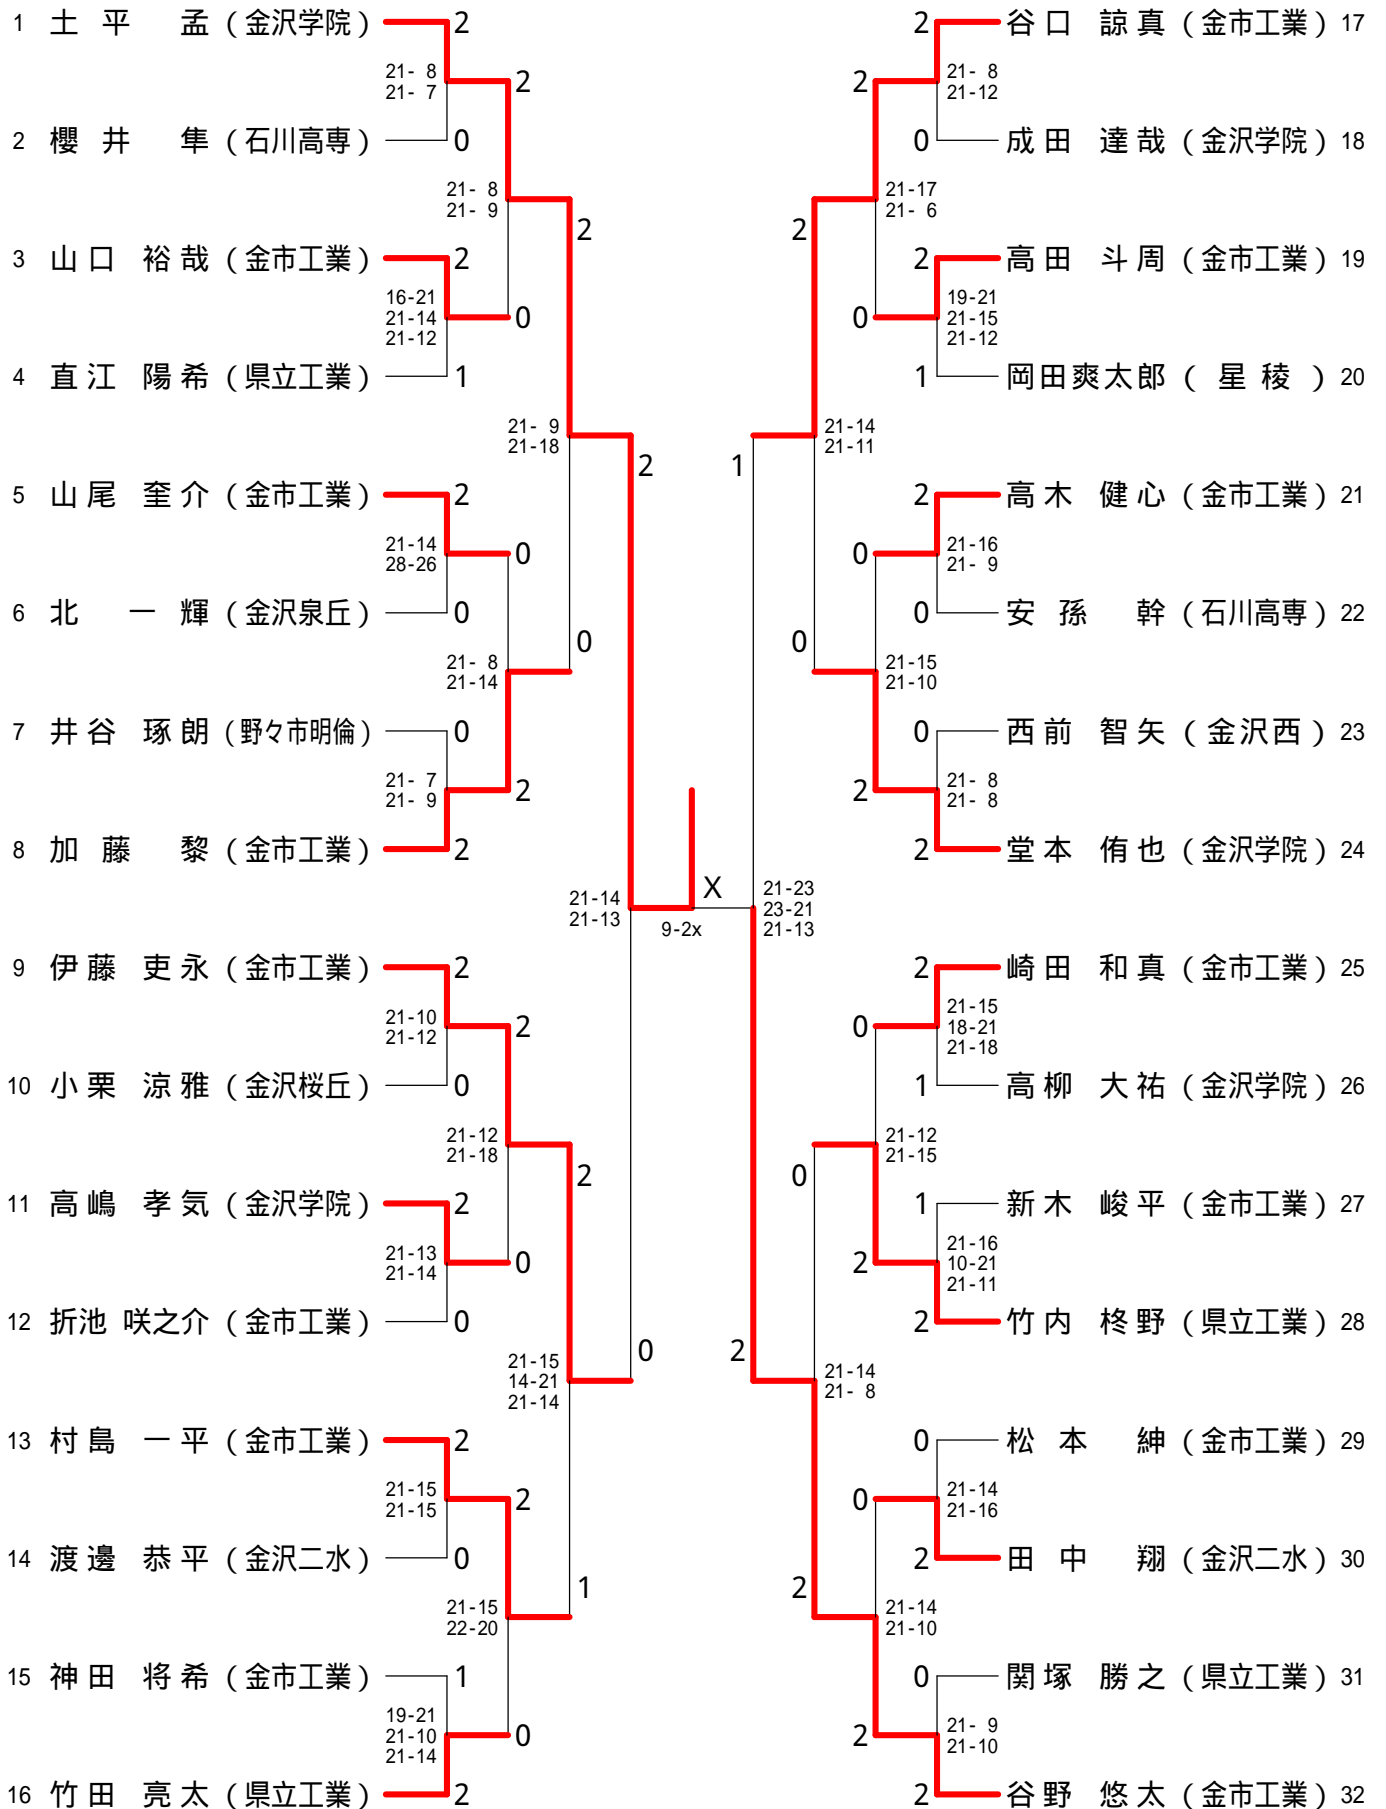 1 土平 孟 (金沢学院) 2
21- 8
21- 7
2
2 櫻井 隼 (石川高専) 0
21- 8
21- 9
2
3 山口 裕哉 (金市工業) 2
16-21
21-14
21-12
0
4 直江 陽希 (県立工業) 1
21- 9
21-18
2
5 山尾 奎介 (金市工業) 2
21-14
28-26
0
6 北 一輝 (金沢泉丘) 0
21- 8
21-14
0
7 井谷 琢朗 (野々市明倫) 0
21- 7
21- 9
2
8 加藤 黎 (金市工業) 2
21-14
21-13
9 伊藤 吏永 (金市工業) 2
21-10
21-12
2
10 小栗 涼雅 (金沢桜丘) 0
21-12
21-18
2
11 高嶋 孝気 (金沢学院) 2
21-13
21-14
0
12 折池 咲之介 (金市工業) 0
21-15
14-21
21-14
0
13 村島 一平 (金市工業) 2
21-15
21-15
2
14 渡邊 恭平 (金沢二水) 0
21-15
22-20
1
15 神田 将希 (金市工業) 1
19-21
21-10
21-14
0
16 竹田 亮太 (県立工業) 2
X
9-2x
2 谷口 諒真 (金市工業) 17
21- 8
21-12
2
0 成田 達哉 (金沢学院) 18
21-17
21- 6
2
2 高田 斗周 (金市工業) 19
19-21
21-15
21-12
0
1 岡田爽太郎 (星稜) 20
21-14
21-11
1
2 高木 健心 (金市工業) 21
21-16
21- 9
0
0 安孫 幹 (石川高専) 22
21-15
21-10
0
0 西前 智矢 (金沢西) 23
21- 8
21- 8
2
2 堂本 侑也 (金沢学院) 24
21-23
23-21
21-13
2 崎田 和真 (金市工業) 25
21-15
18-21
21-18
0
1 高柳 大祐 (金沢学院) 26
21-12
21-15
0
1 新木 峻平 (金市工業) 27
21-16
10-21
21-11
2
2 竹内 柊野 (県立工業) 28
21-14
21- 8
2
0 松本 紳 (金市工業) 29
21-14
21-16
0
2 田中 翔 (金沢二水) 30
21-14
21-10
2
0 関塚 勝之 (県立工業) 31
21- 9
21-10
2
2 谷野 悠太 (金市工業) 32